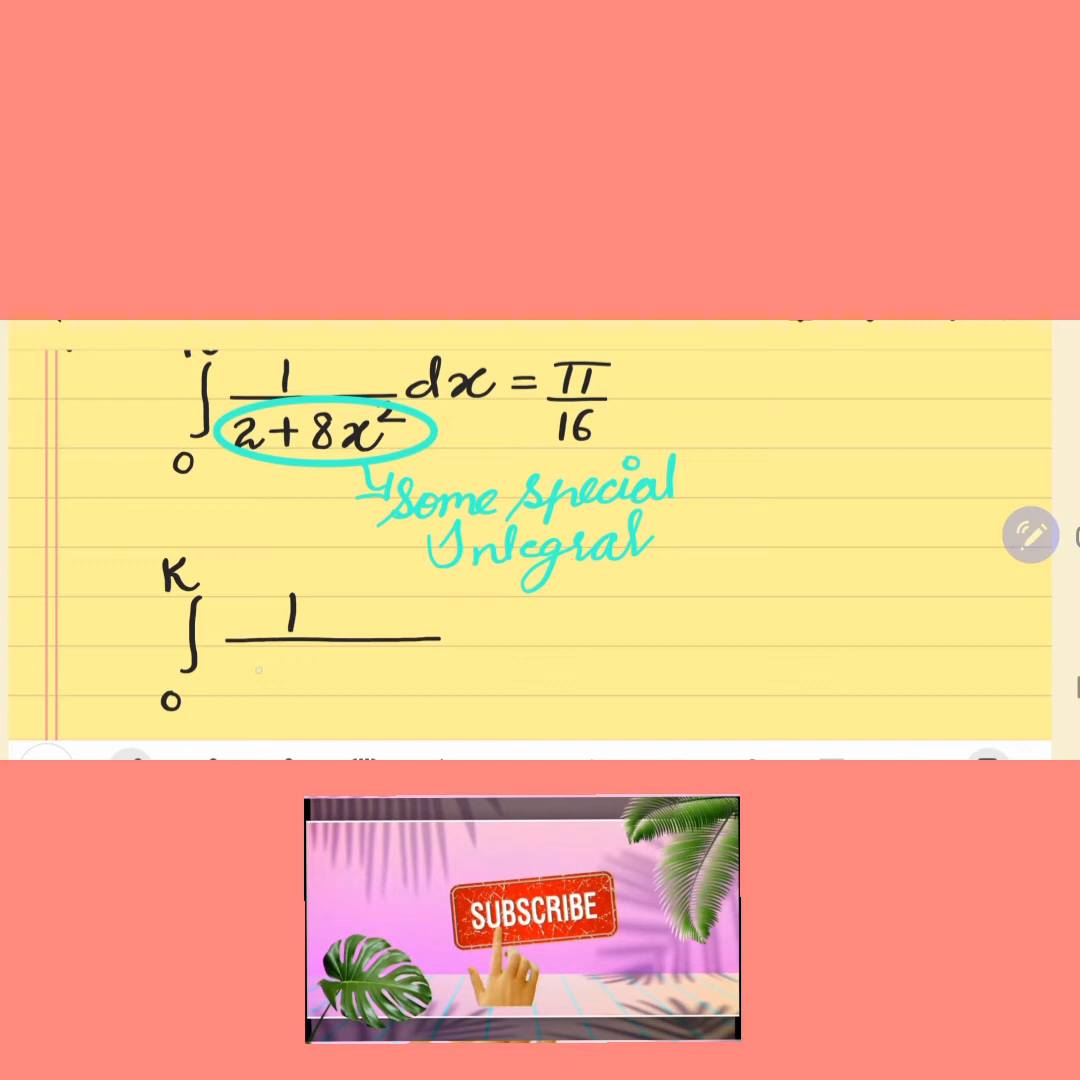 ∫ 1/(2+8x²) dx = π/16
0
↳ Some Special
Integral
K
∫ 1
0
SUBSCRIBE